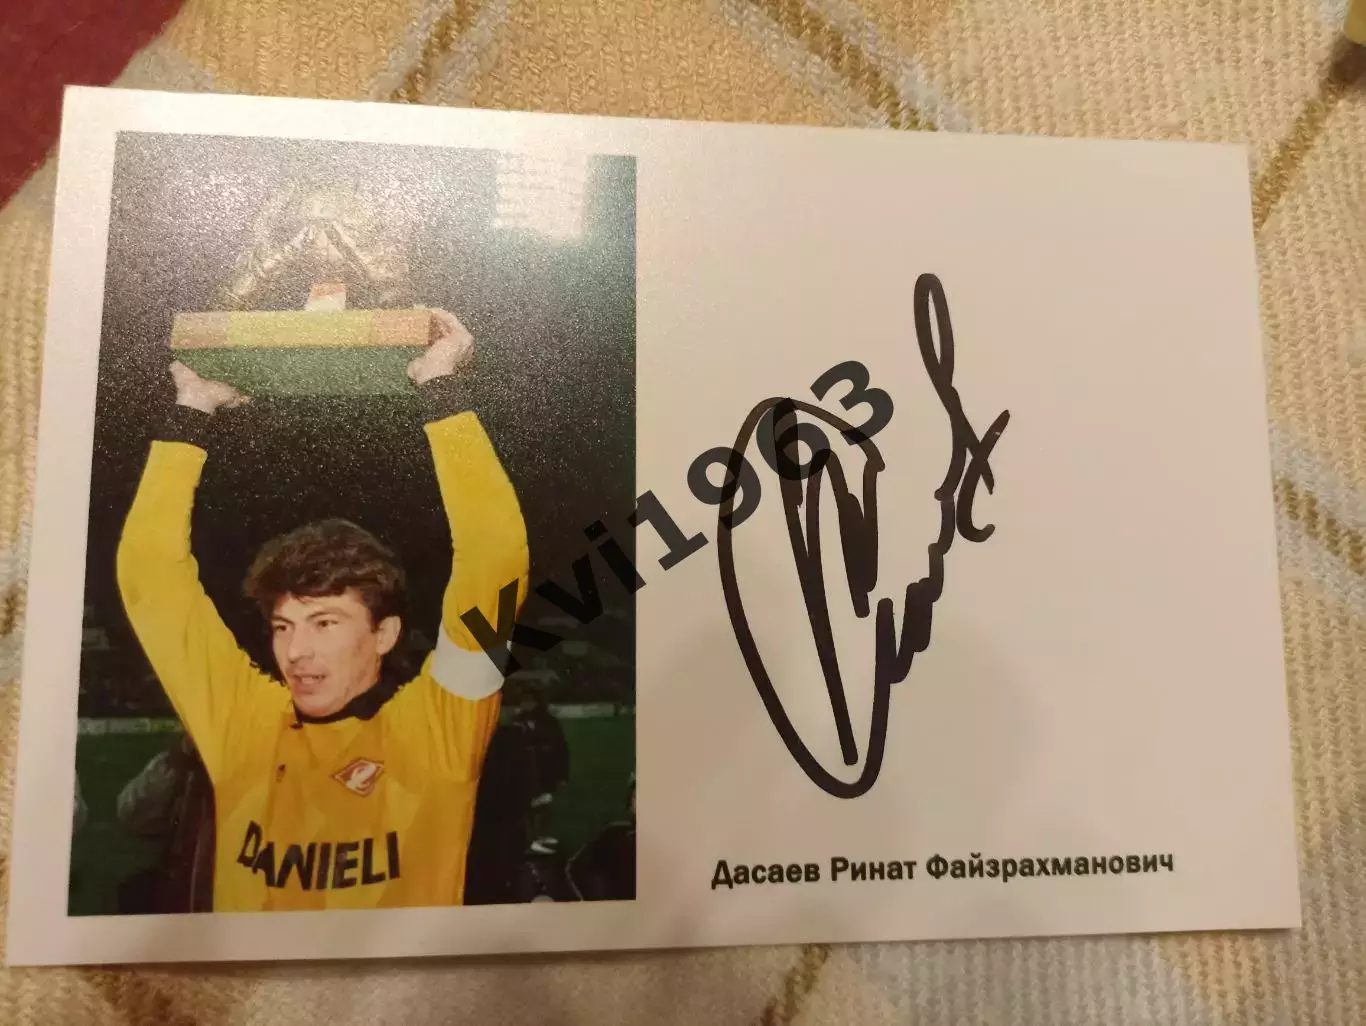 DANIELI
Kvi1963
Дасаев Ринат Файзрахманович